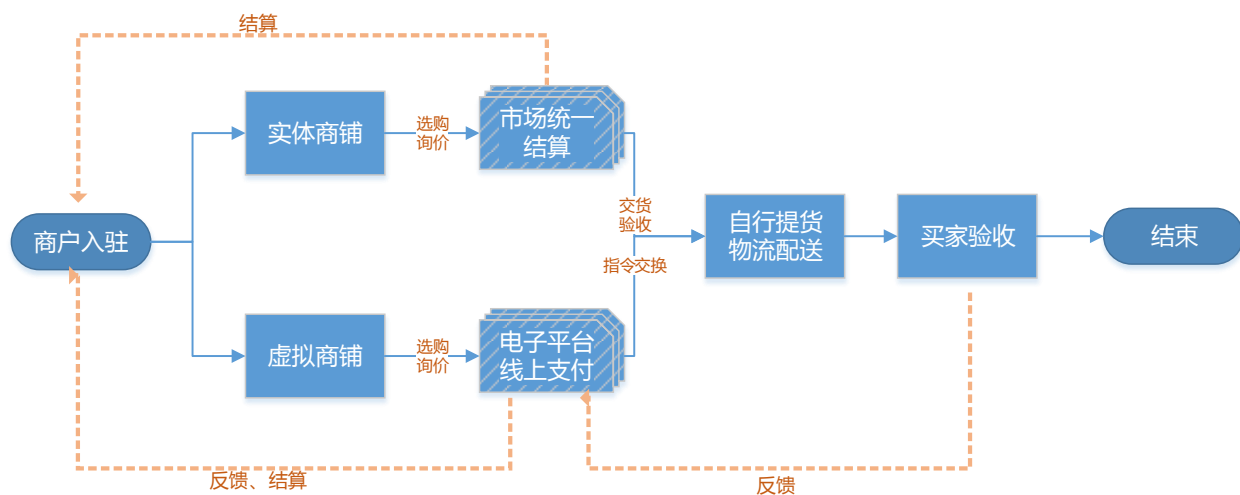 结算
实体商铺
选购
询价
市场统一
结算
商户入驻
交货
验收
指令交换
自行提货
物流配送
买家验收
结束
虚拟商铺
选购
询价
电子平台
线上支付
反馈、结算
反馈